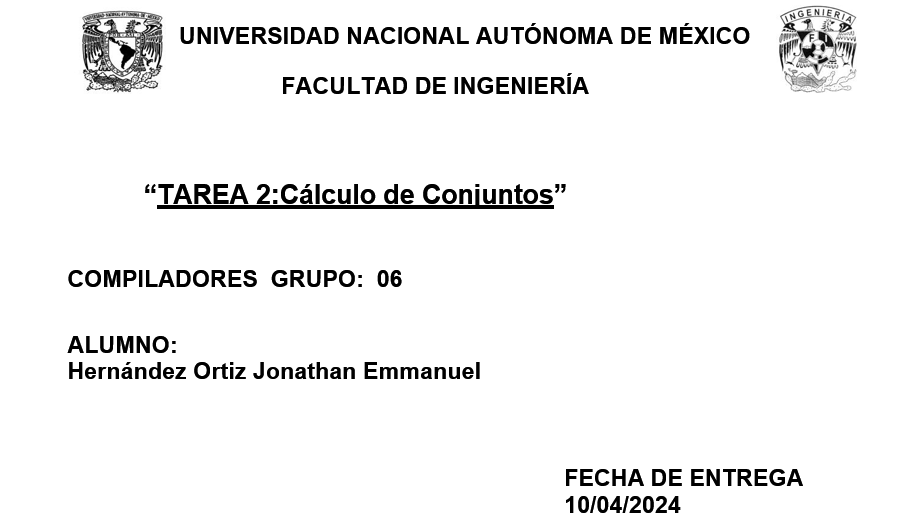 UNIVERSIDAD NACIONAL AUTÓNOMA DE MÉXICO
INGENIERIA
FACULTAD DE INGENIERÍA
“TAREA 2:Cálculo de Conjuntos”
COMPILADORES GRUPO: 06
ALUMNO:
Hernández Ortiz Jonathan Emmanuel
FECHA DE ENTREGA
10/04/2024